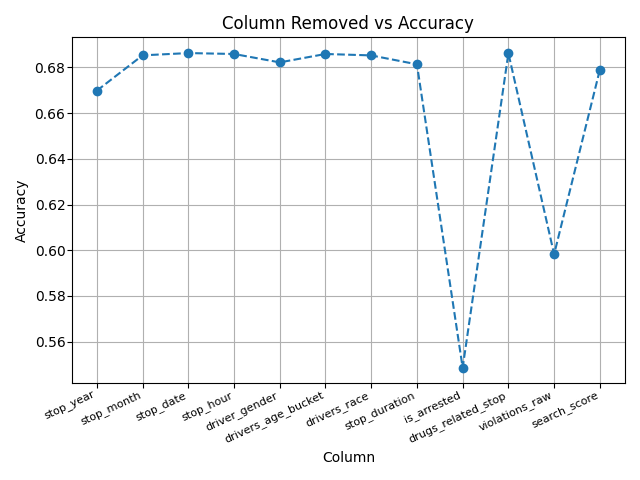 Column Removed vs Accuracy
Accuracy
0.68
0.66
0.64
0.62
0.60
0.58
0.56
stop_year
stop_month
stop_date
stop_hour
driver_gender
drivers_age_bucket
drivers_race
stop_duration
is_arrested
drugs_related_stop
violations_raw
search_score
Column